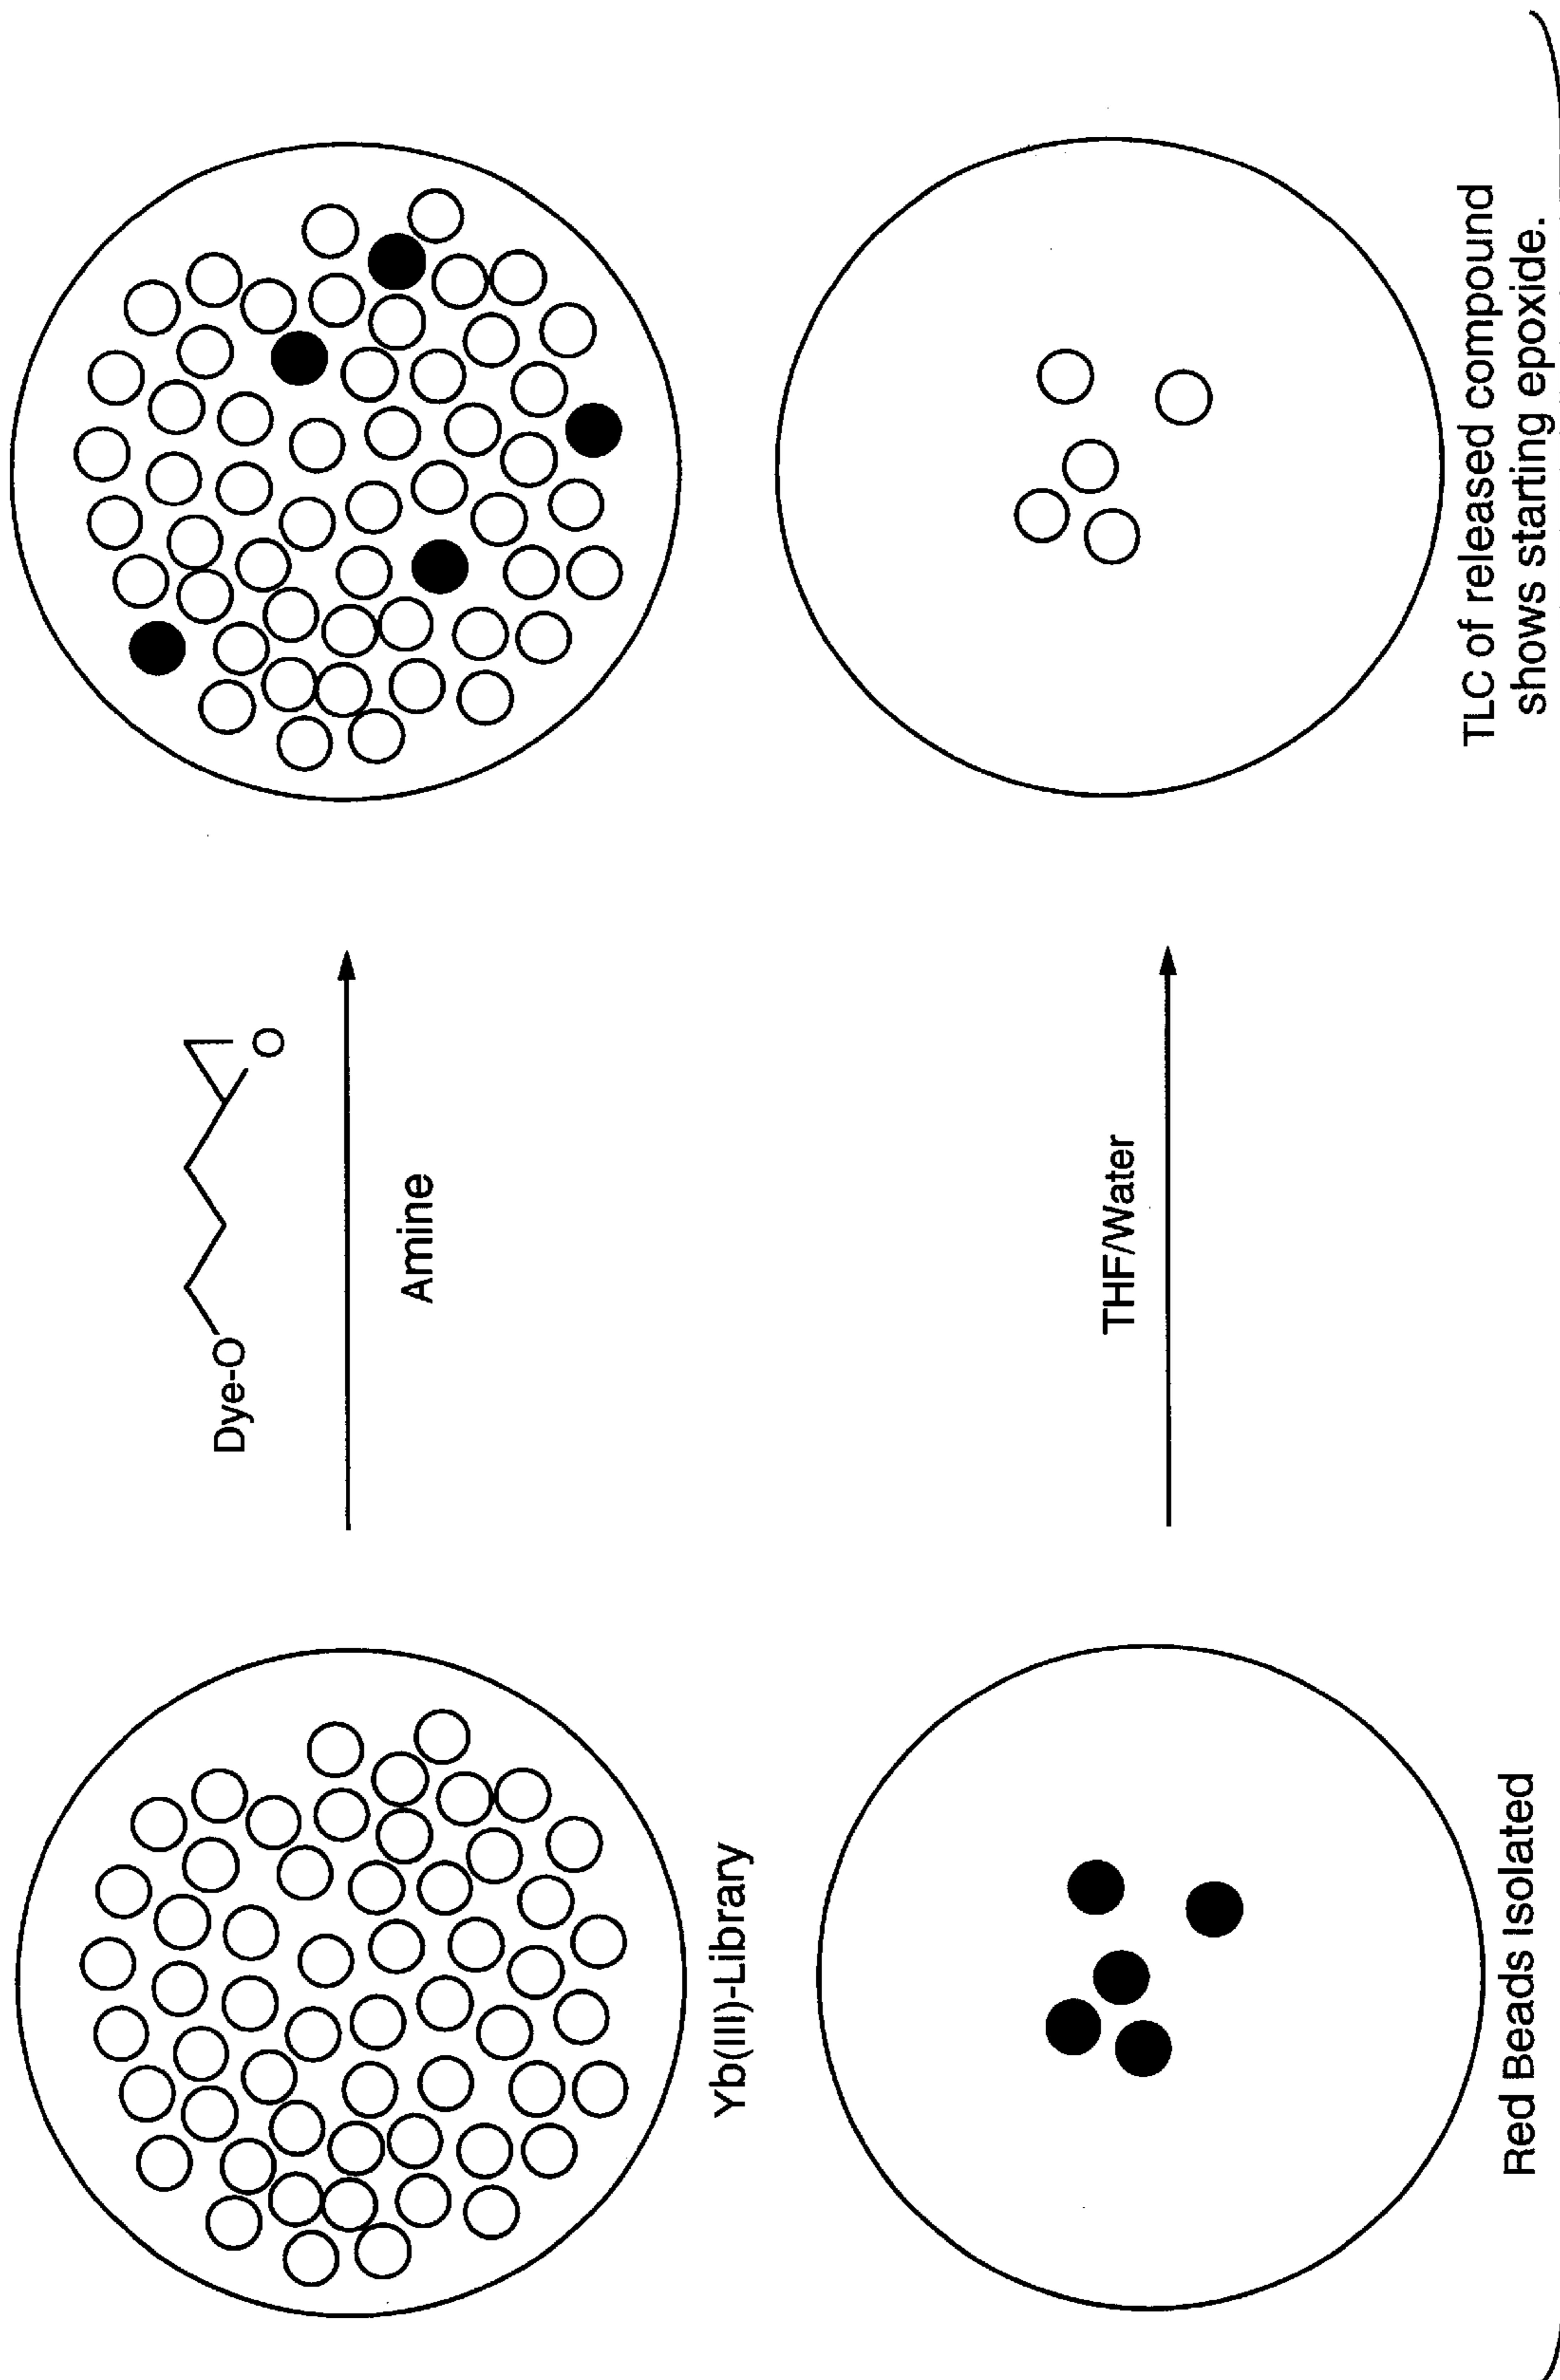 Dye-O
O
Amine
Yb(III)-Library
THF/Water
Red Beads Isolated
TLC of released compound
shows starting epoxide.